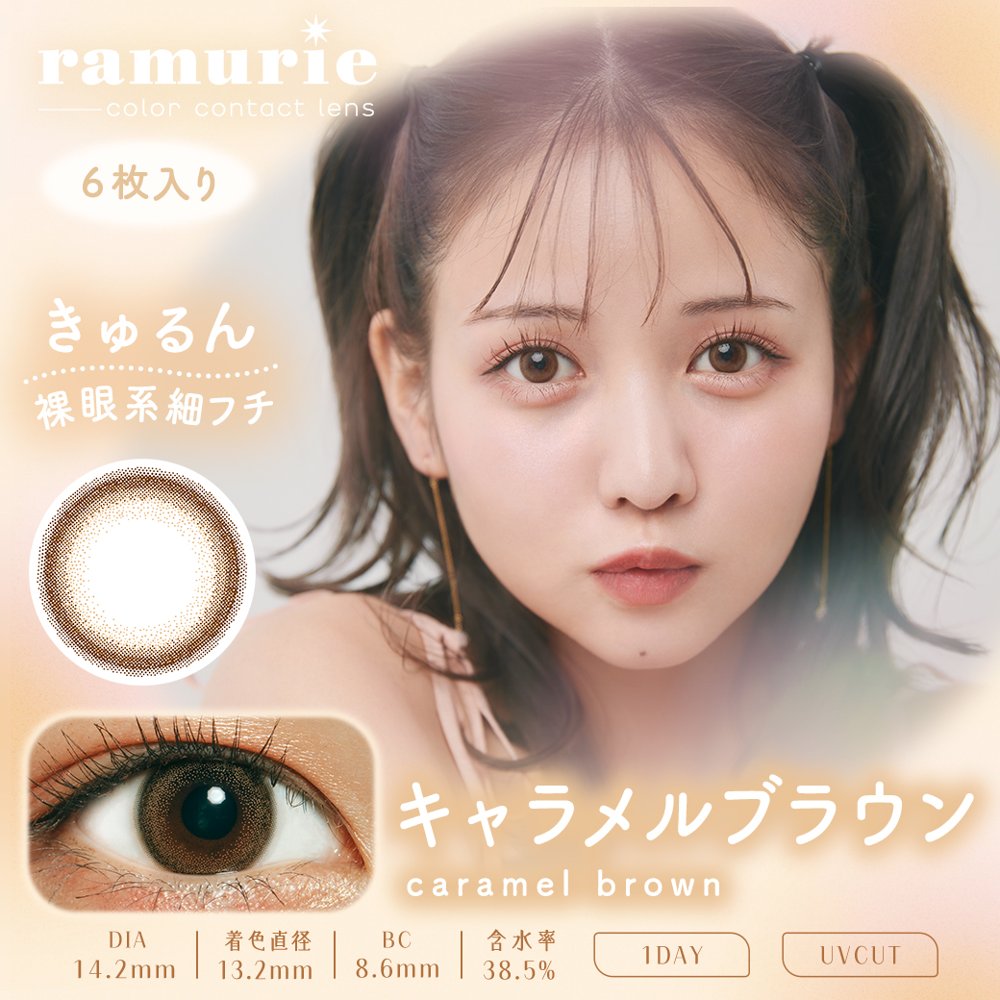 ramurie
color contact lens
6枚入り
きゅるん
裸眼系細フチ
キャラメルブラウン
caramel brown
DIA
14.2mm
着色直径
13.2mm
BC
8.6mm
含水率
38.5%
1DAY
UVCUT